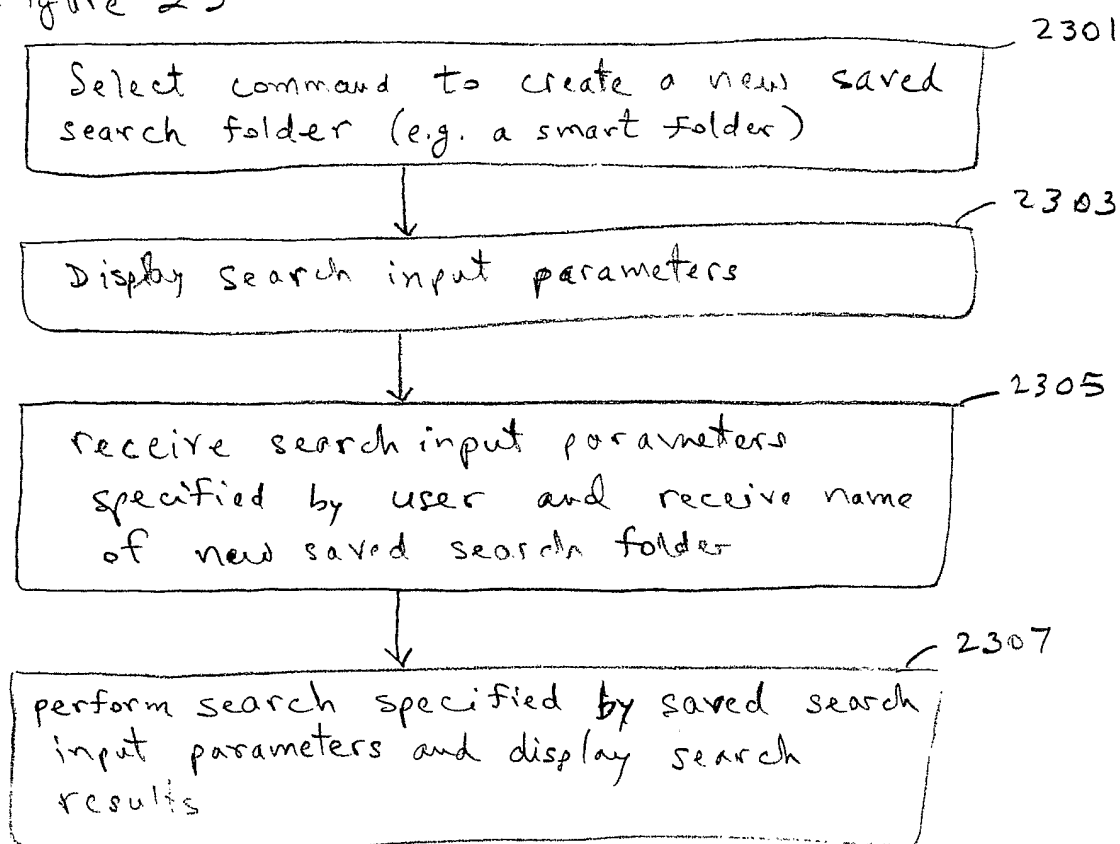 Figure 23
2301
Select command to create a new saved
search folder (e.g. a smart folder)
2303
Display search input parameters
2305
receive search input parameters
specified by user and receive name
of new saved search folder
2307
perform search specified by saved search
input parameters and display search
results